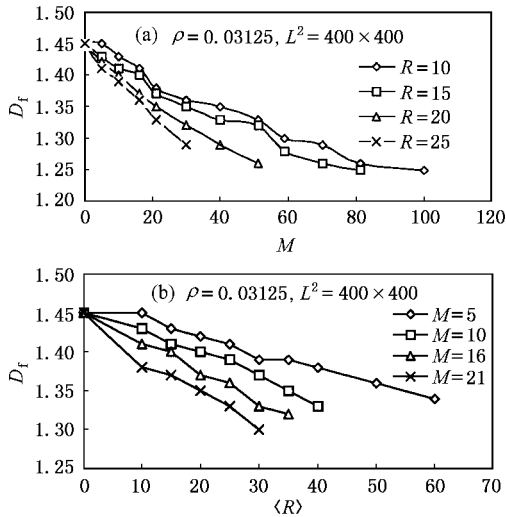 (a) ρ=0.03125, L²=400×400
1.50
1.45
1.40
1.35
1.30
1.25
1.20
D_f
R=10
R=15
R=20
R=25
0 20 40 60 80 100 120
M
(b) ρ=0.03125, L²=400×400
1.50
1.45
1.40
1.35
1.30
1.25
D_f
M=5
M=10
M=16
M=21
0 10 20 30 40 50 60 70
⟨R⟩